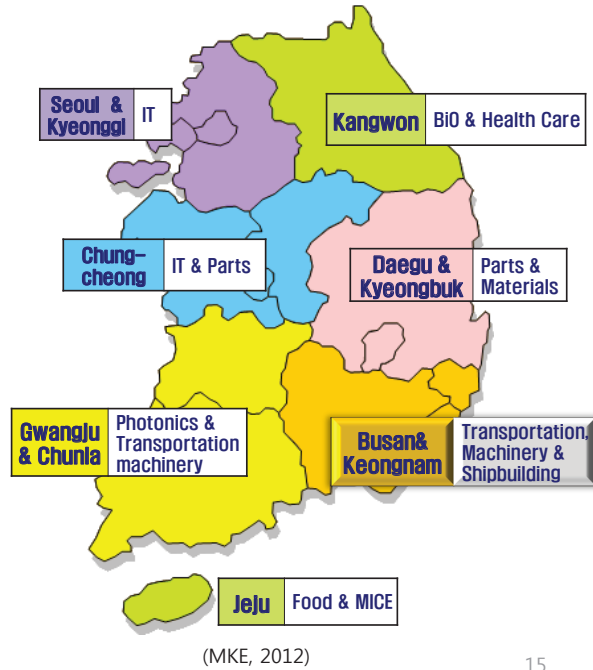 Seoul &
Kyeonggi
IT
Kangwon
BiO & Health Care
Chung-
cheong
IT & Parts
Daegu &
Kyeongbuk
Parts &
Materials
Gwangju
& Chunla
Photonics &
Transportation
machinery
Busan&
Keongnam
Transportation,
Machinery &
Shipbuilding
Jeju
Food & MICE
(MKE, 2012)
15